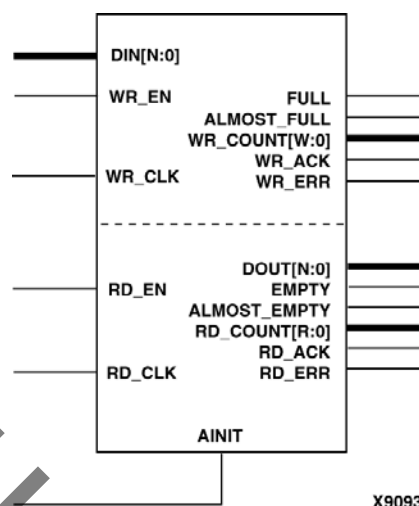 DIN[N:0]
WR_EN
FULL
ALMOST_FULL
WR_COUNT[W:0]
WR_ACK
WR_CLK
WR_ERR
DOUT[N:0]
RD_EN
EMPTY
ALMOST_EMPTY
RD_COUNT[R:0]
RD_ACK
RD_CLK
RD_ERR
AINIT
X9093